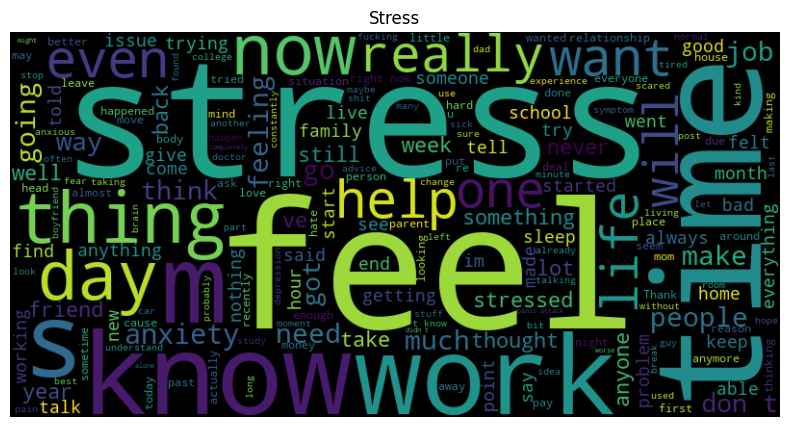 Stress
stress
feel
time
know
work
now
really
want
even
thing
day
m
s
help
one
will
life
going
way
issue
trying
told
back
feeling
give
come
think
well
find
anything
friend
year
talk
working
anxiety
need
take
much
thought
stressed
something
sleep
people
make
home
job
good
school
family
live
still
week
try
tell
never
went
felt
month
bad
always
everything
keep
able
don t
problem
anyone
point
idea
say
lot
made
getting
got
said
hour
nothing
go
ve
start
started
see
end
im
someone
better
may
stop
leave
happened
move
anxious
often
head
fear
taking
almost
boyfriend
brain
look
new
cause
sometime
understand
best
pain
today
alone
past
actually
long
money
study
probably
recently
car
part
love
ask
doctor
body
mind
another
happen
completely
tried
found
college
might
situation
constantly
right now
maybe
shit
fucking
little
wanted
relationship
dad
normal
tired
experience
everyone
scared
house
kind
making
many
use
hard
done
u
sick
sure
symptom
post
due
advice
put
re
deal
minute
person
right
hate
depression
moment
enough
change
parent
looking
left
already
talking
stuff
t know
didn t
bit
panic attack
night
worse
away
pay
mom
seem
living
place
let
around
last
room
without
Thank
reason
hope
guy
break
anymore
used
first
thinking